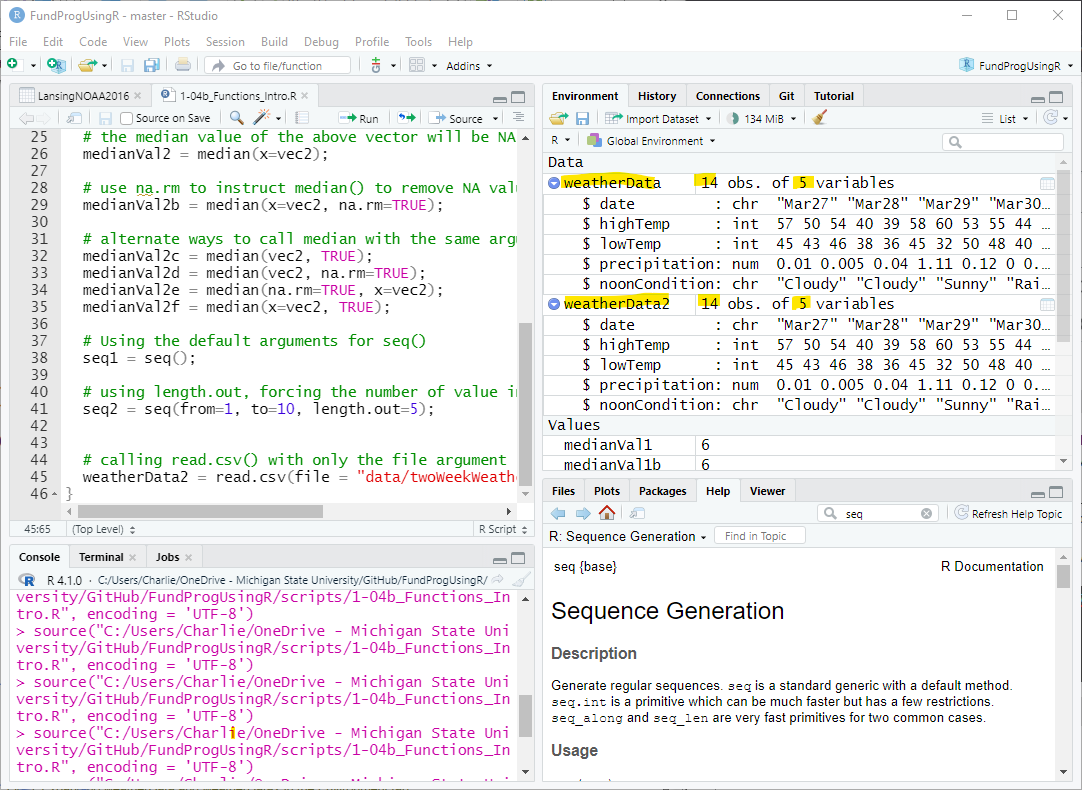 FundProgUsingR - master - RStudio
File Edit Code View Plots Session Build Debug Profile Tools Help
Go to file/function Addins FundProgUsingR
LansingNOAA2016 1-04b_Functions_Intro.R
Source on Save Run Source
25 # the median value of the above vector will be NA
26 medianVal2 = median(x=vec2);
27
28 # use na.rm to instruct median() to remove NA valu
29 medianVal2b = median(x=vec2, na.rm=TRUE);
30
31 # alternate ways to call median with the same argu
32 medianVal2c = median(vec2, TRUE);
33 medianVal2d = median(vec2, na.rm=TRUE);
34 medianVal2e = median(na.rm=TRUE, x=vec2);
35 medianVal2f = median(x=vec2, TRUE);
36
37 # Using the default arguments for seq()
38 seq1 = seq();
39
40 # using length.out, forcing the number of value in
41 seq2 = seq(from=1, to=10, length.out=5);
42
43
44 # calling read.csv() with only the file argument
45 weatherData2 = read.csv(file = "data/twoWeekWeathe
46 }
45:65 (Top Level) R Script
Console Terminal Jobs
R 4.1.0 · C:/Users/Charlie/OneDrive - Michigan State University/GitHub/FundProgUsingR/
versity/GitHub/FundProgUsingR/scripts/1-04b_Functions_In
tro.R", encoding = 'UTF-8')
> source("C:/Users/Charlie/OneDrive - Michigan State Uni
versity/GitHub/FundProgUsingR/scripts/1-04b_Functions_In
tro.R", encoding = 'UTF-8')
> source("C:/Users/Charlie/OneDrive - Michigan State Uni
versity/GitHub/FundProgUsingR/scripts/1-04b_Functions_In
tro.R", encoding = 'UTF-8')
> source("C:/Users/Charlie/OneDrive - Michigan State Uni
versity/GitHub/FundProgUsingR/scripts/1-04b_Functions_In
tro.R", encoding = 'UTF-8')
Environment History Connections Git Tutorial
Import Dataset 134 MiB List
R Global Environment
Data
weatherData 14 obs. of 5 variables
$ date : chr "Mar27" "Mar28" "Mar29" "Mar30…
$ highTemp : int 57 50 54 40 39 58 60 53 55 44 …
$ lowTemp : int 45 43 46 38 36 45 32 50 48 40 …
$ precipitation: num 0.01 0.005 0.04 1.11 0.12 0 0.…
$ noonCondition: chr "Cloudy" "Cloudy" "Sunny" "Rai…
weatherData2 14 obs. of 5 variables
$ date : chr "Mar27" "Mar28" "Mar29" "Mar30…
$ highTemp : int 57 50 54 40 39 58 60 53 55 44 …
$ lowTemp : int 45 43 46 38 36 45 32 50 48 40 …
$ precipitation: num 0.01 0.005 0.04 1.11 0.12 0 0.…
$ noonCondition: chr "Cloudy" "Cloudy" "Sunny" "Rai…
Values
medianVal1 6
medianVal1b 6
Files Plots Packages Help Viewer
seq Refresh Help Topic
R: Sequence Generation Find in Topic
seq {base} R Documentation
Sequence Generation
Description
Generate regular sequences. seq is a standard generic with a default method.
seq.int is a primitive which can be much faster but has a few restrictions.
seq_along and seq_len are very fast primitives for two common cases.
Usage